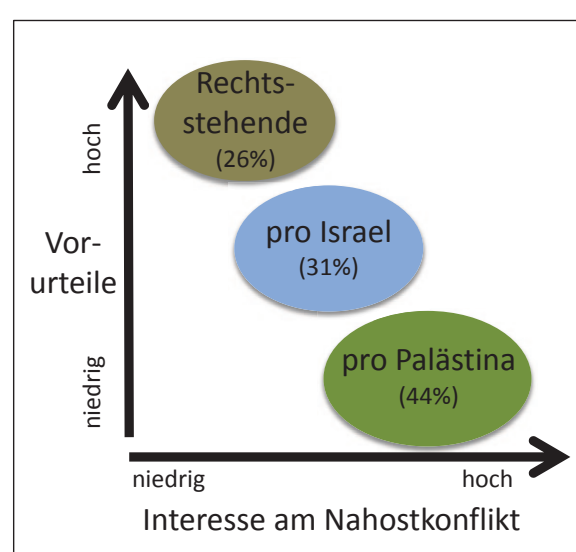 Rechts-
stehende
(26%)
hoch
pro Israel
(31%)
Vor-
urteile
pro Palästina
(44%)
niedrig
niedrig
hoch
Interesse am Nahostkonflikt